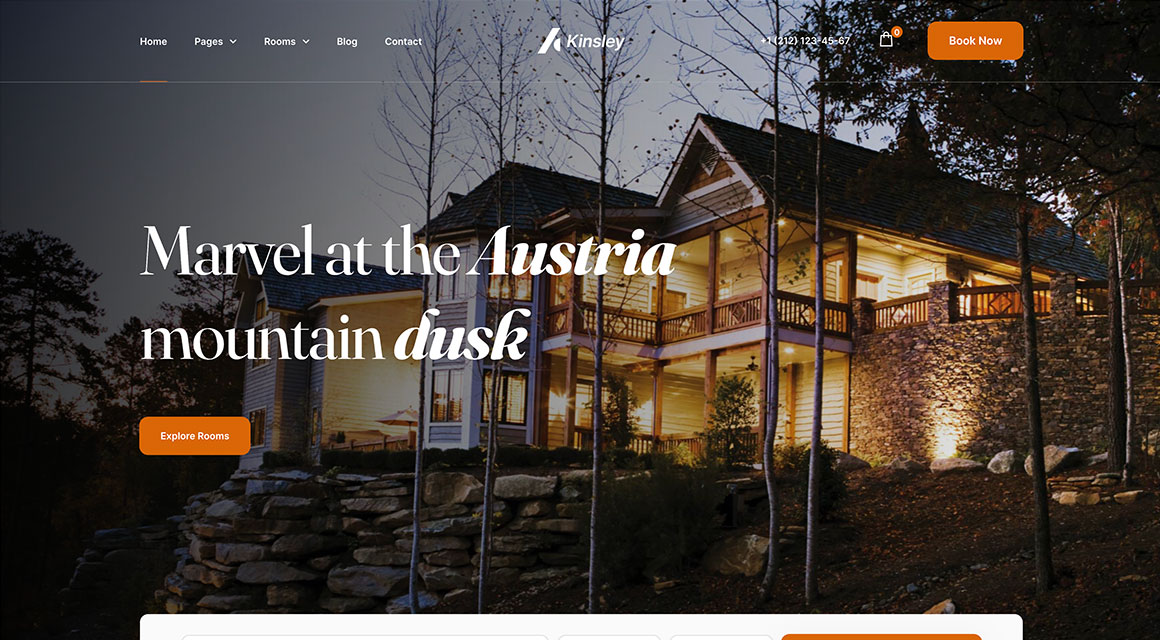 Home Pages Rooms Blog Contact Kinsley +1 (212) 123-45-67 0 Book Now
Marvel at the Austria
mountain dusk
Explore Rooms